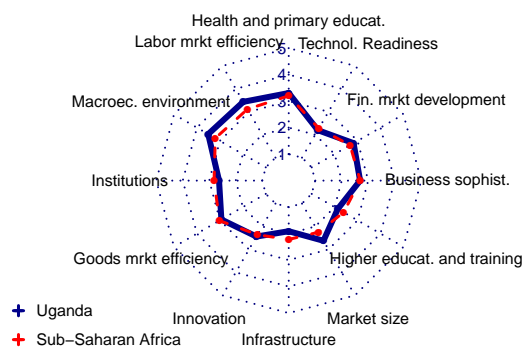 Health and primary educat.
Labor mrkt efficiency
Technol. Readiness
5
4
3
2
1
Macroec. environment
Fin. mrkt development
Institutions
Business sophist.
Goods mrkt efficiency
Higher educat. and training
Innovation
Market size
Infrastructure
Uganda
Sub−Saharan Africa